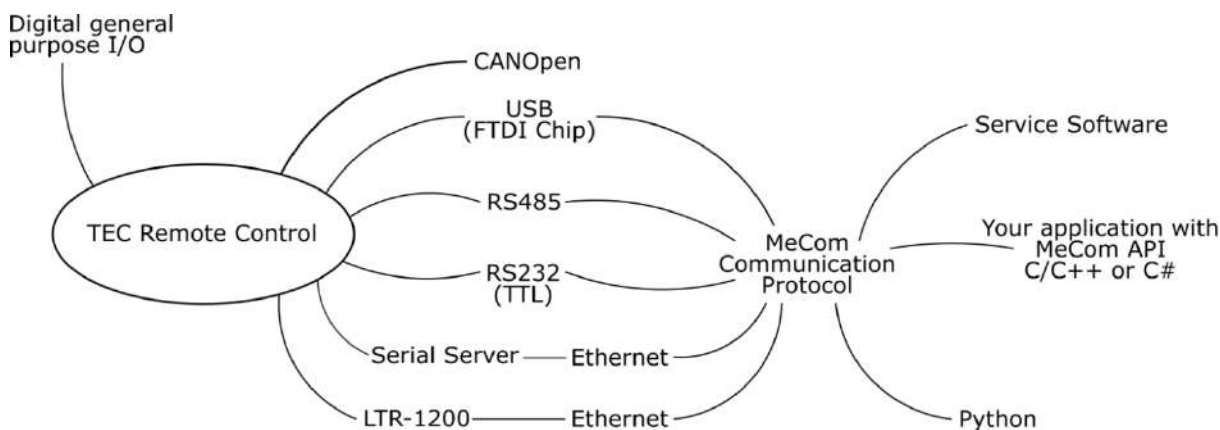 Digital general
purpose I/O
CANOpen
USB
(FTDI Chip)
Service Software
RS485
TEC Remote Control
Your application with
MeCom API
C/C++ or C#
MeCom
Communication
Protocol
RS232
(TTL)
Serial Server
Ethernet
LTR-1200
Ethernet
Python